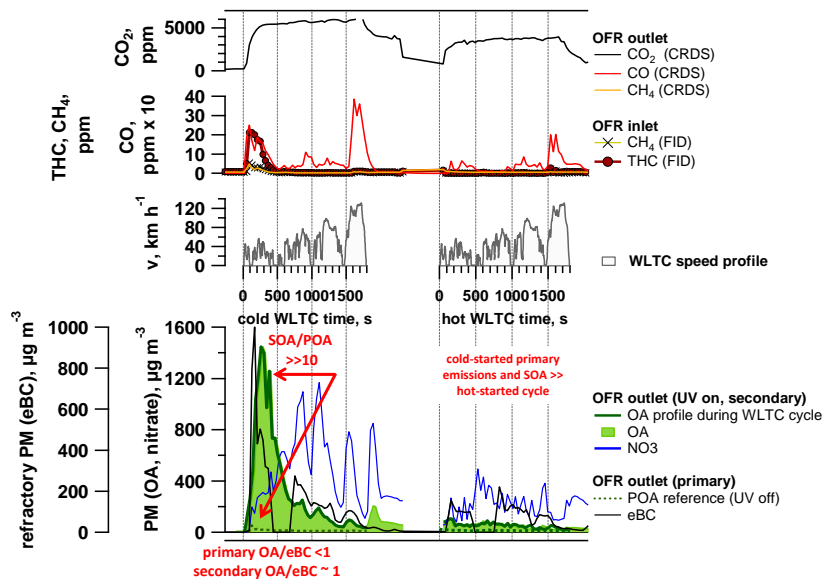 CO2, ppm
5000
0
OFR outlet
CO2 (CRDS)
CO (CRDS)
CH4 (CRDS)
THC, CH4, ppm
CO, ppm x 10
40
30
20
10
0
OFR inlet
CH4 (FID)
THC (FID)
v, km h-1
120
80
40
0
WLTC speed profile
0 500 1000 1500
0 500 1000 1500
cold WLTC time, s
hot WLTC time, s
refractory PM (eBC), µg m-3
1000
800
600
400
200
0
PM (OA, nitrate), µg m-3
1600
1200
800
400
0
SOA/POA
>>10
cold-started primary
emissions and SOA >>
hot-started cycle
OFR outlet (UV on, secondary)
OA profile during WLTC cycle
OA
NO3
OFR outlet (primary)
POA reference (UV off)
eBC
primary OA/eBC <1
secondary OA/eBC ~ 1